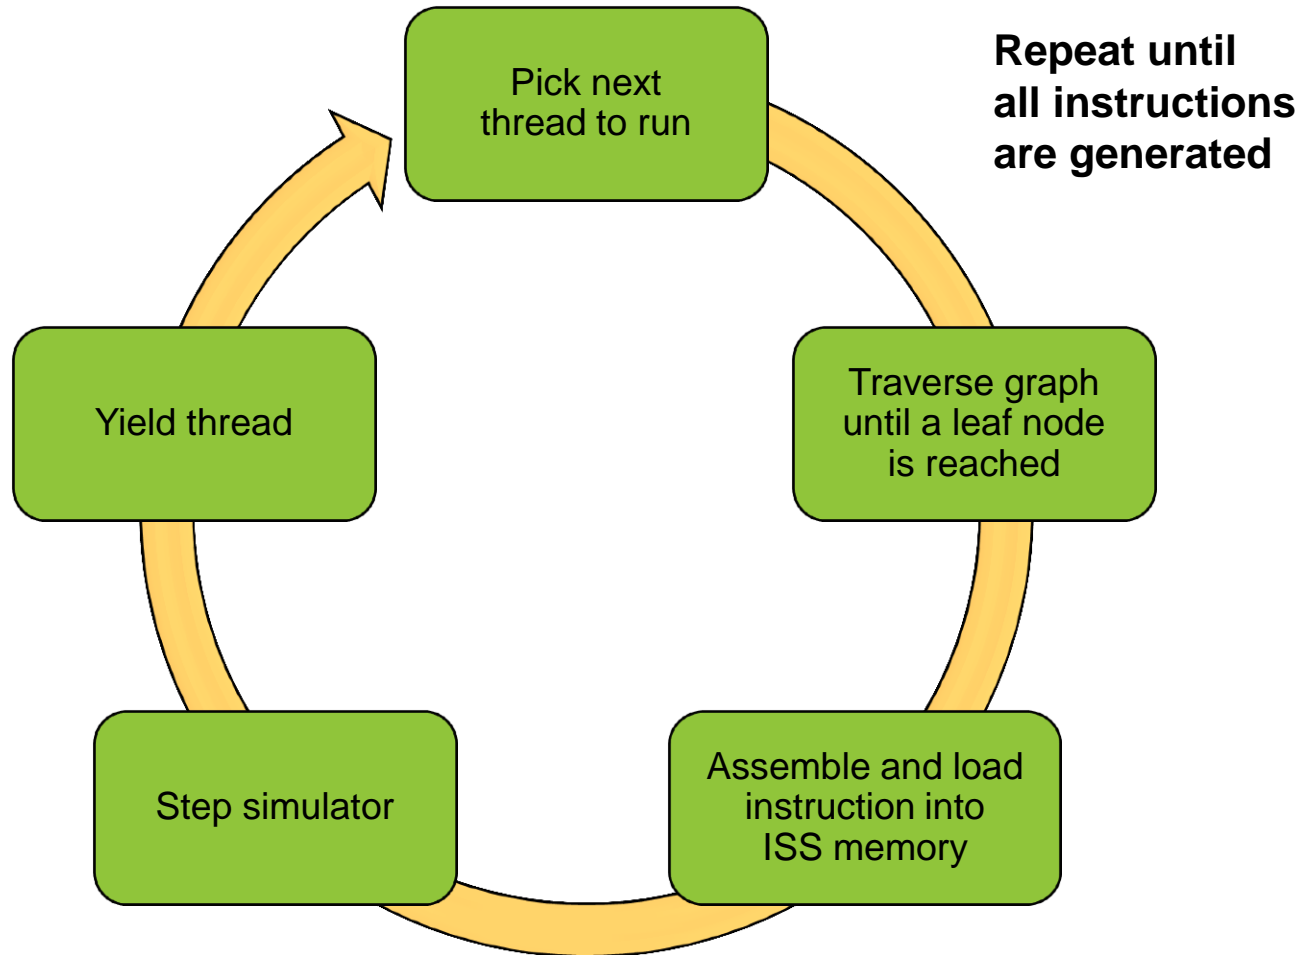 Pick next
thread to run
Repeat until
all instructions
are generated
Traverse graph
until a leaf node
is reached
Assemble and load
instruction into
ISS memory
Step simulator
Yield thread